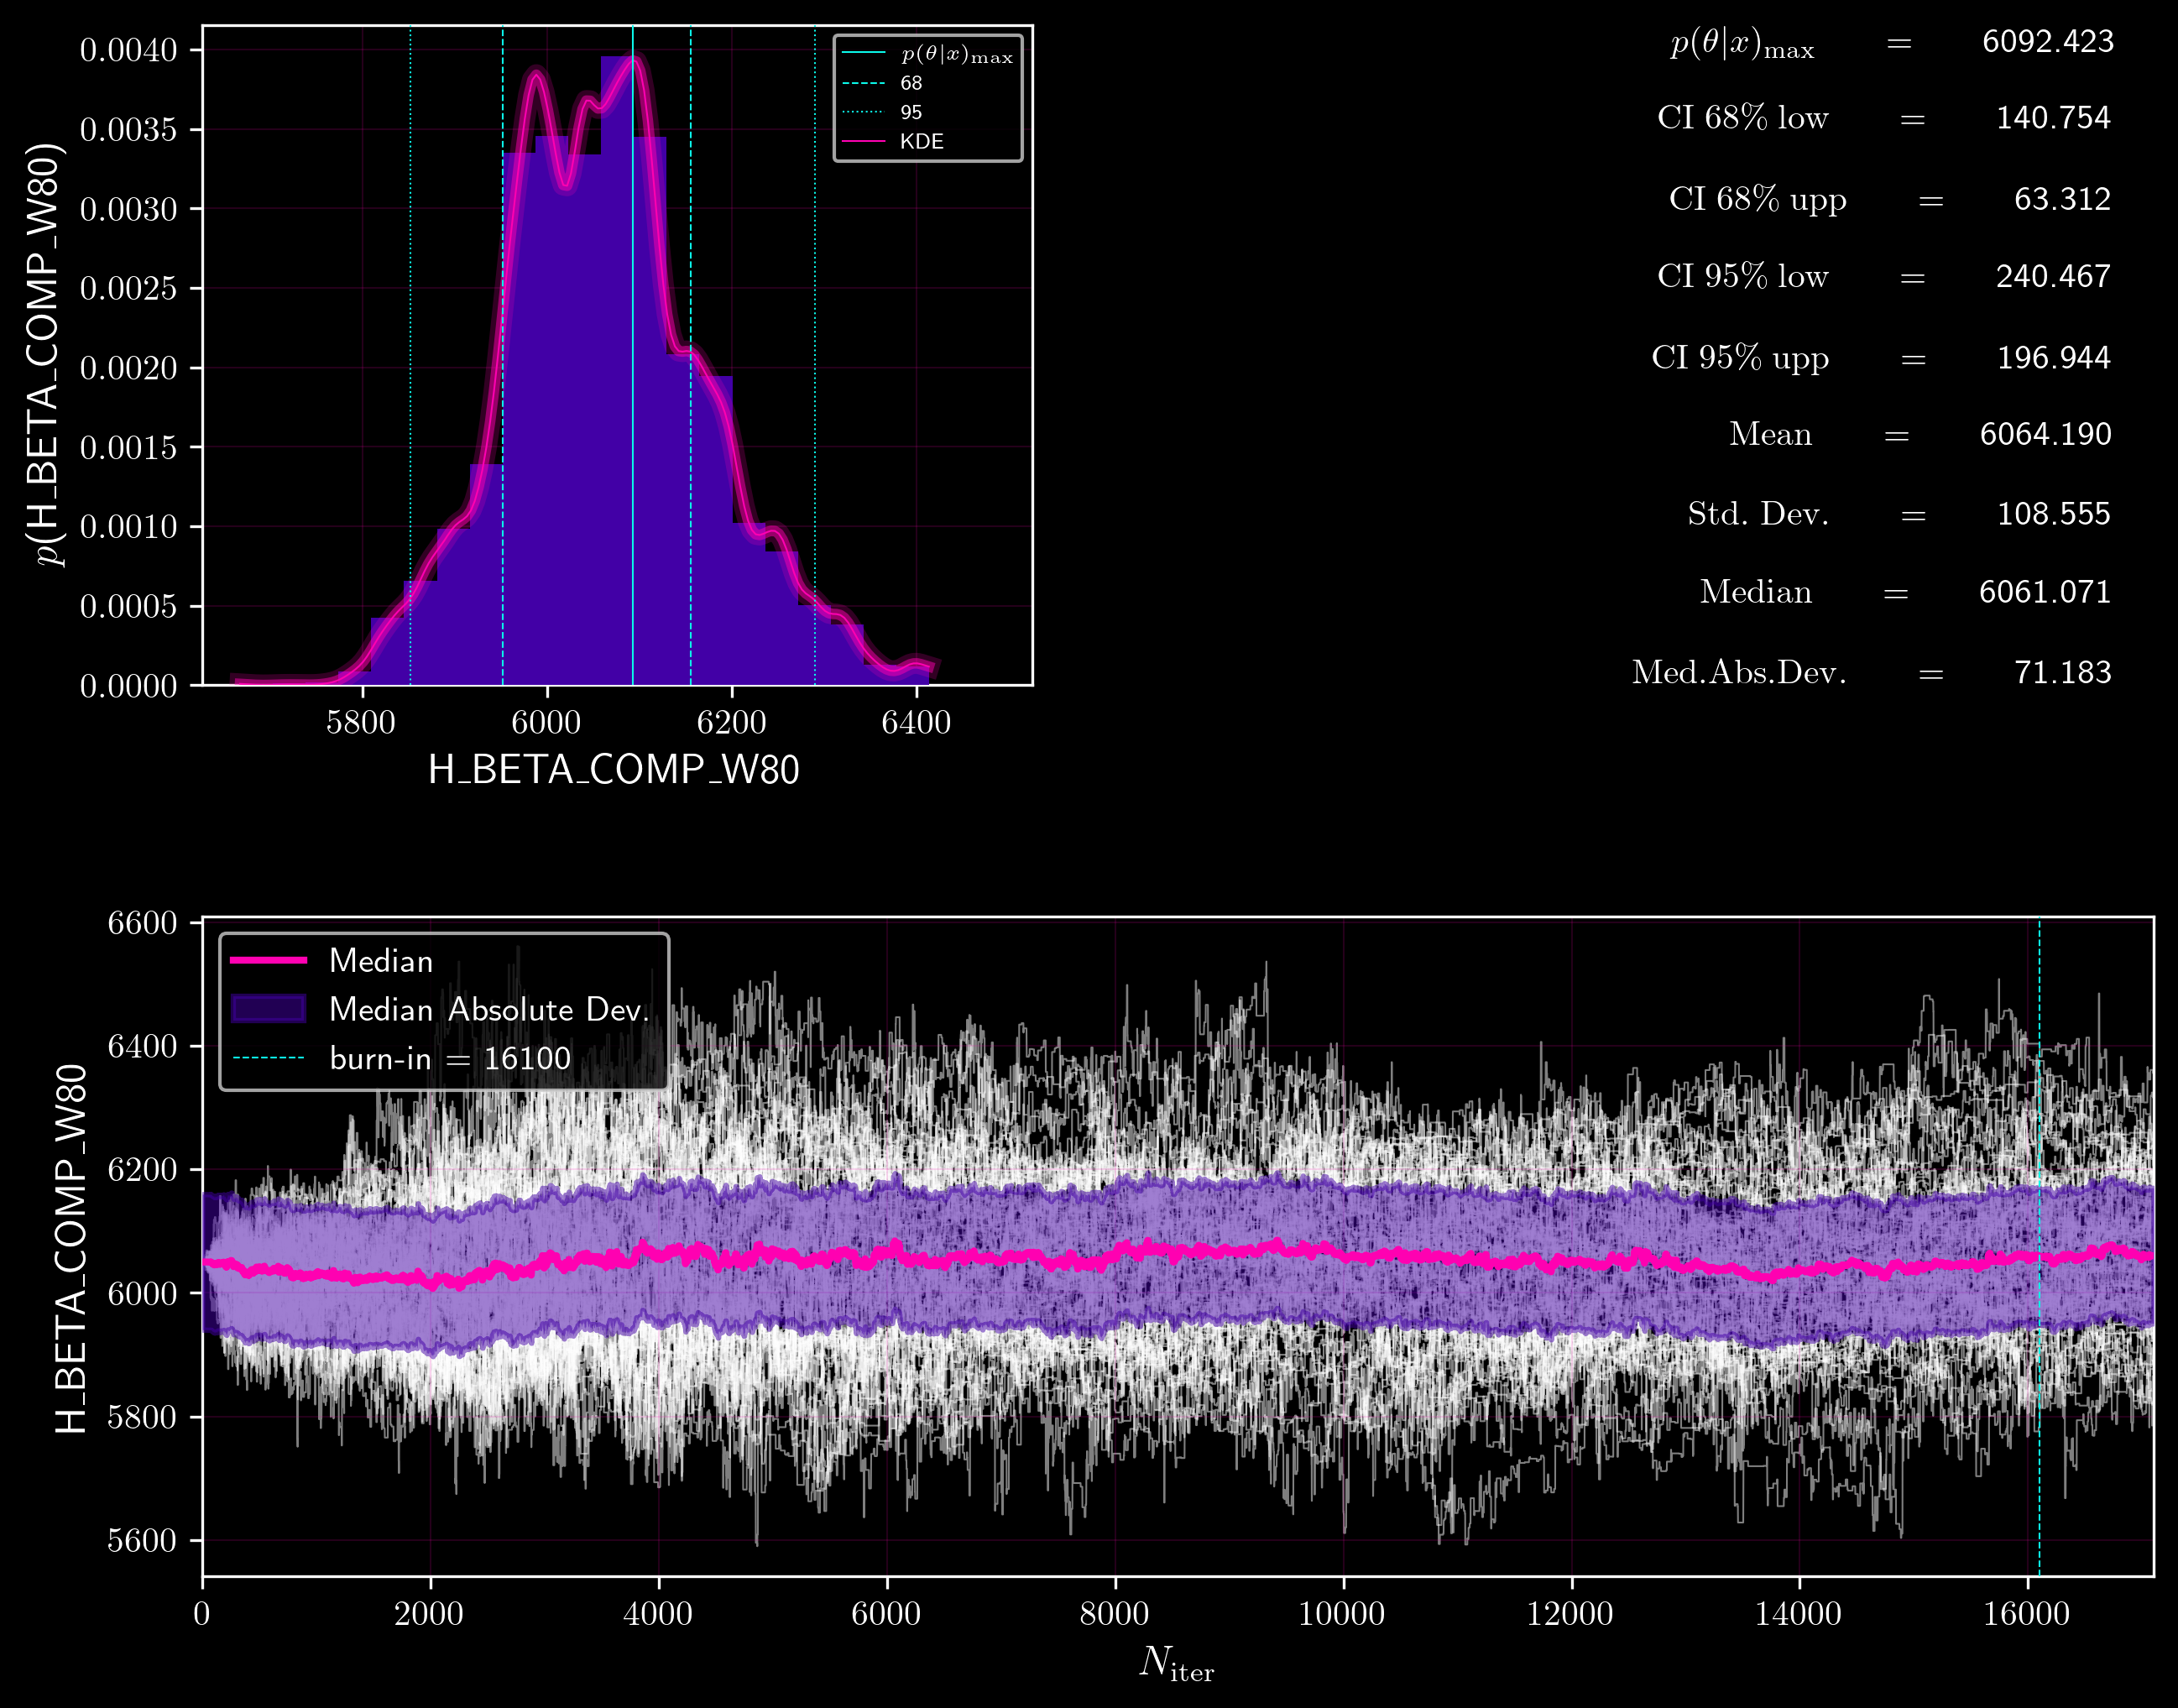 p(H_BETA_COMP_W80)
0.0040
0.0035
0.0030
0.0025
0.0020
0.0015
0.0010
0.0005
0.0000
5800 6000 6200 6400
H_BETA_COMP_W80
p(θ|x)max
68
95
KDE
p(θ|x)max = 6092.423
CI 68% low = 140.754
CI 68% upp = 63.312
CI 95% low = 240.467
CI 95% upp = 196.944
Mean = 6064.190
Std. Dev. = 108.555
Median = 6061.071
Med.Abs.Dev. = 71.183
H_BETA_COMP_W80
6600
6400
6200
6000
5800
5600
Median
Median Absolute Dev.
burn-in = 16100
0 2000 4000 6000 8000 10000 12000 14000 16000
Niter